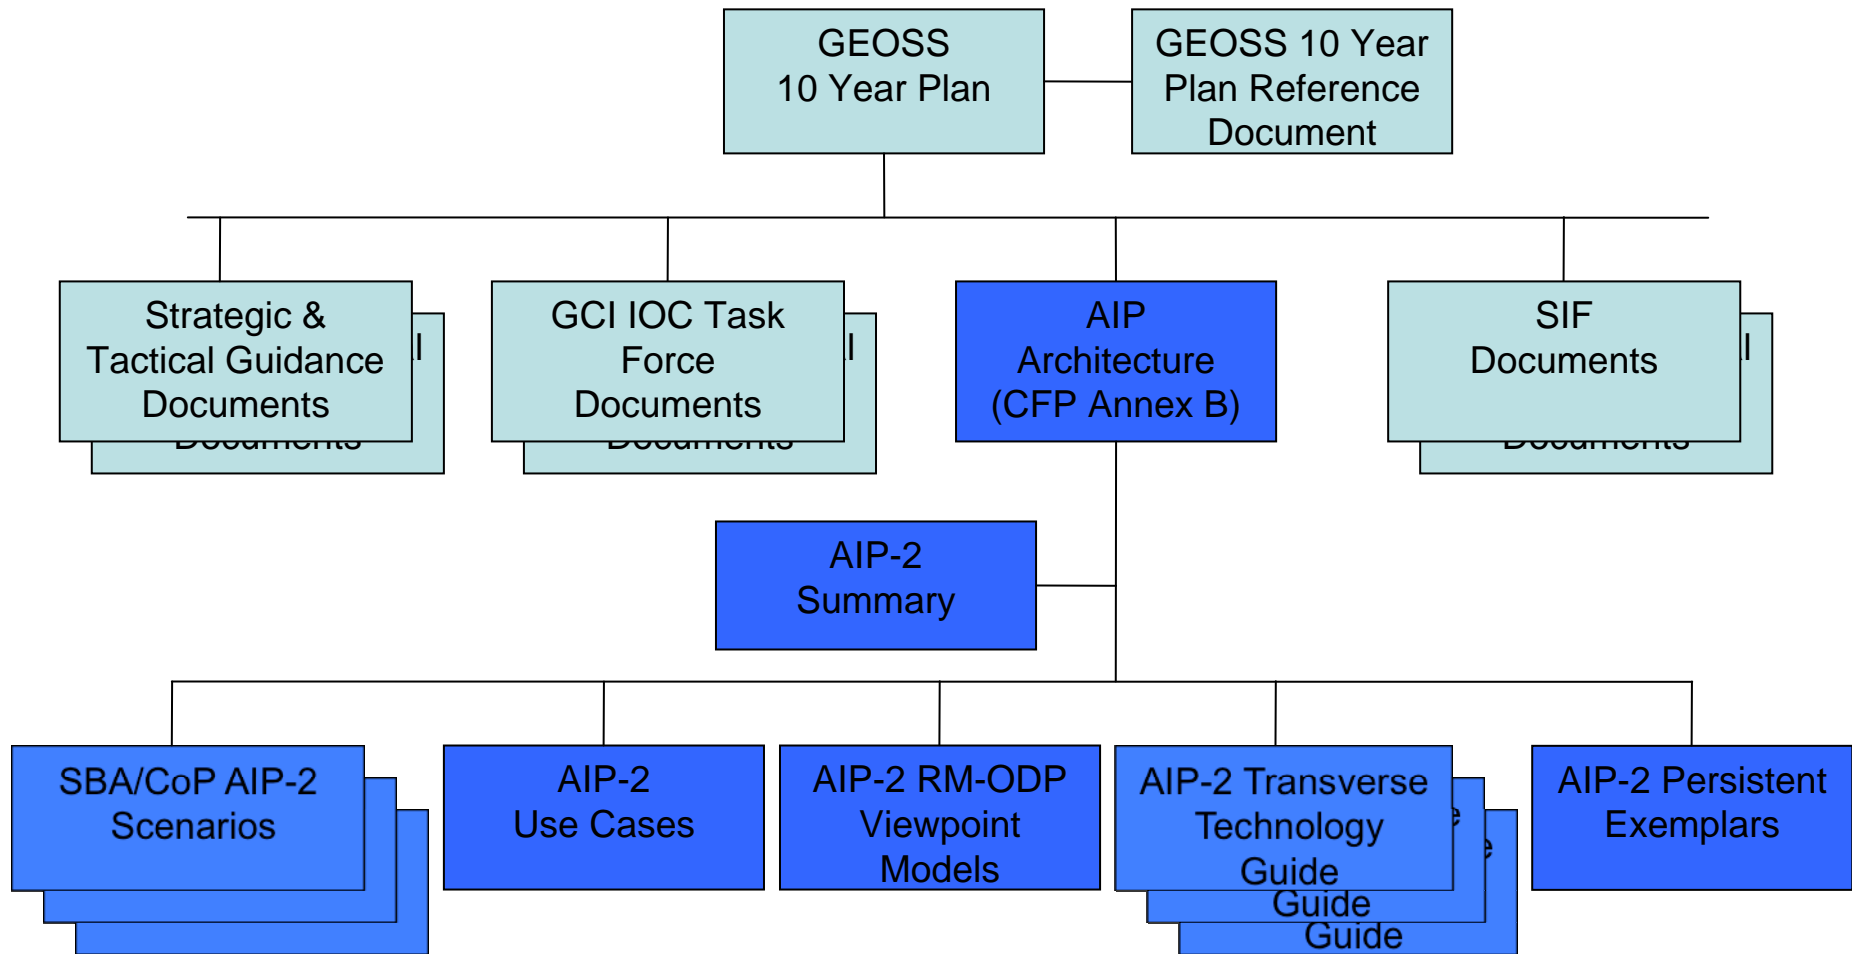 GEOSS
10 Year Plan
GEOSS 10 Year
Plan Reference
Document
Strategic &
Tactical Guidance
Documents
GCI IOC Task
Force
Documents
AIP
Architecture
(CFP Annex B)
SIF
Documents
AIP-2
Summary
SBA/CoP AIP-2
Scenarios
AIP-2
Use Cases
AIP-2 RM-ODP
Viewpoint
Models
AIP-2 Transverse
Technology
Guide
Guide
Guide
AIP-2 Persistent
Exemplars